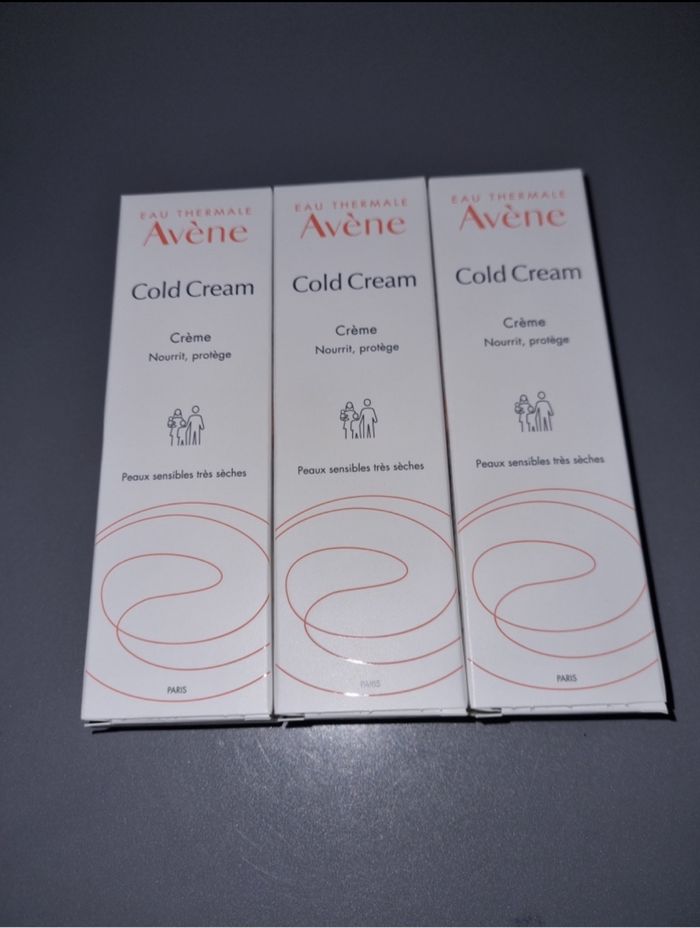 EAU THERMALE
Avène
Cold Cream
Crème
Nourrit, protège
Peaux sensibles très sèches
PARIS
EAU THERMALE
Avène
Cold Cream
Crème
Nourrit, protège
Peaux sensibles très sèches
PARIS
EAU THERMALE
Avène
Cold Cream
Crème
Nourrit, protège
Peaux sensibles très sèches
PARIS